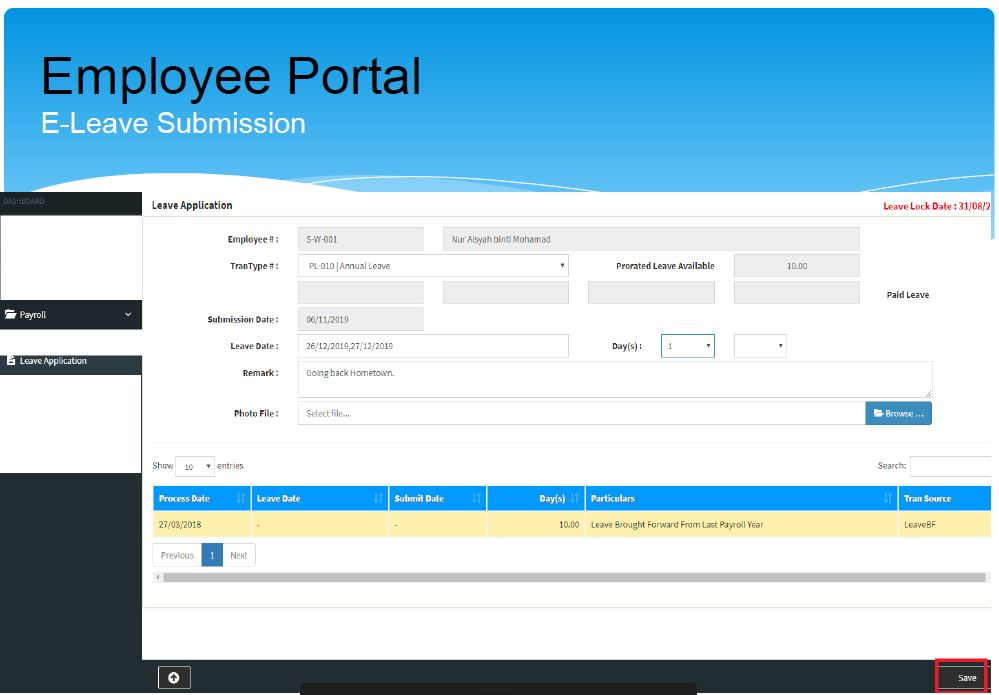 Employee Portal
E-Leave Submission
DASHBOARD
Leave Application
Leave Lock Date : 31/08/2
Employee # :
S-W-001
Nur Aisyah binti Mohamad
TranType # :
PL-010 | Annual Leave
Prorated Leave Available
10.00
Paid Leave
Payroll
Submission Date :
06/11/2019
Leave Date :
26/12/2019,27/12/2019
Day(s) :
1
Leave Application
Remark :
Going back Hometown.
Photo File :
Select file...
Browse ...
Show 10 entries
Search:
Process Date Leave Date Submit Date Day(s) Particulars Tran Source
27/03/2018 - - 10.00 Leave Brought Forward From Last Payroll Year LeaveBF
Previous 1 Next
Save